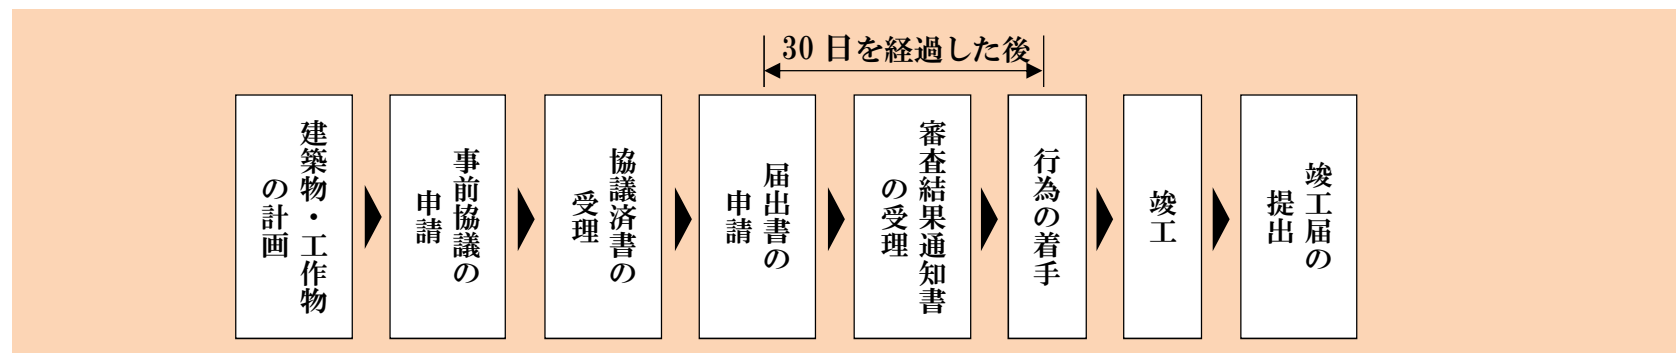 30 日を経過した後
建築物・工作物
の計画
事前協議の
申請
協議済書の
受理
届出書の
申請
審査結果通知書
の受理
行為の着手
竣工
竣工届の
提出